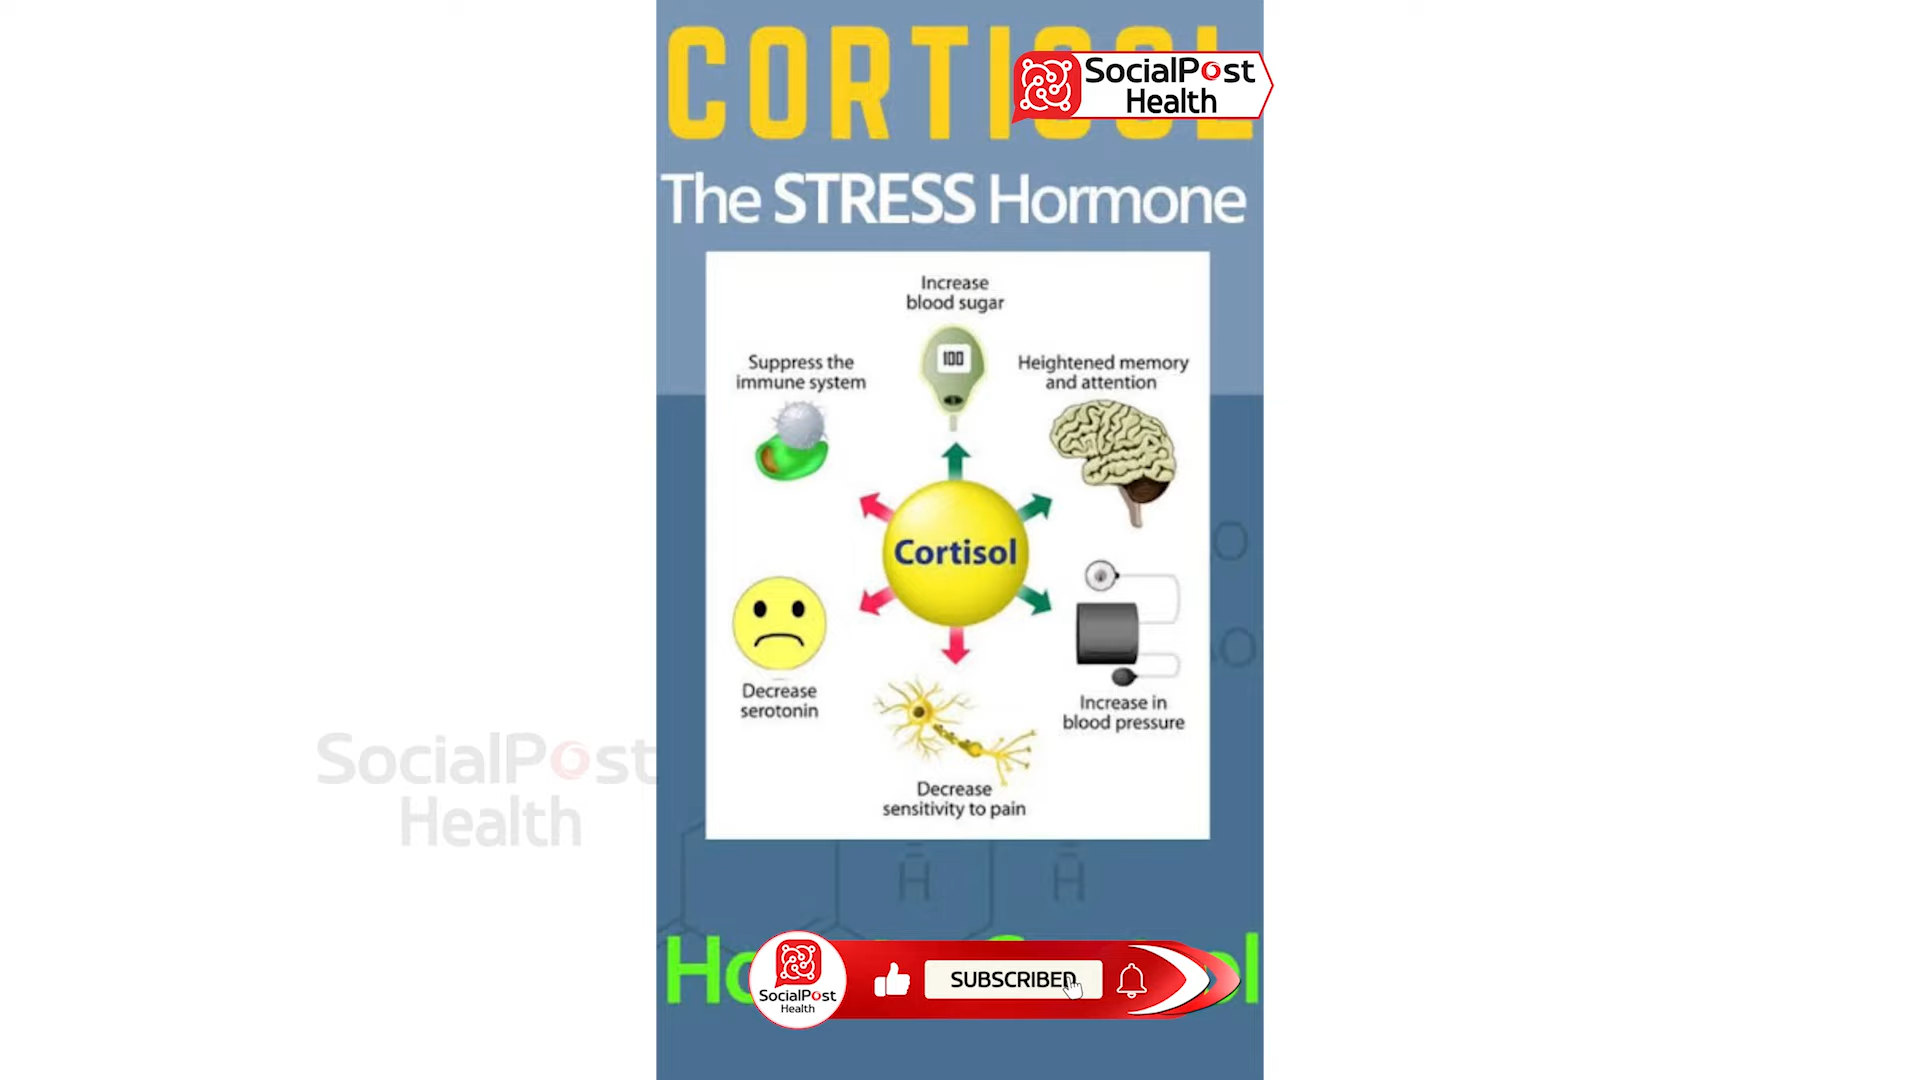 CORTISOL
SocialPost
Health
The STRESS Hormone
Increase
blood sugar
100
Suppress the
immune system
Heightened memory
and attention
Cortisol
Decrease
serotonin
Increase in
blood pressure
Decrease
sensitivity to pain
SocialPost
Health
O
H
H
SUBSCRIBED
SocialPost
Health